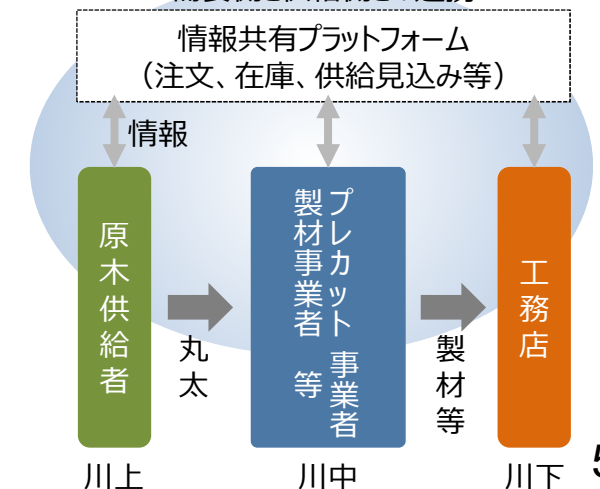 情報共有プラットフォーム
（注文、在庫、供給見込み等）
情報
原木供給者
丸太
プレカット事業者
製材事業者等
製材等
工務店
川上
川中
川下